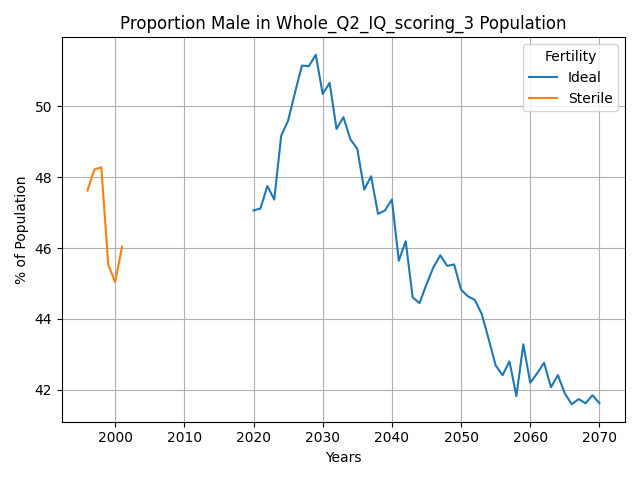 Proportion Male in Whole_Q2_IQ_scoring_3 Population
Fertility
Ideal
Sterile
% of Population
50
48
46
44
42
2000
2010
2020
2030
2040
2050
2060
2070
Years